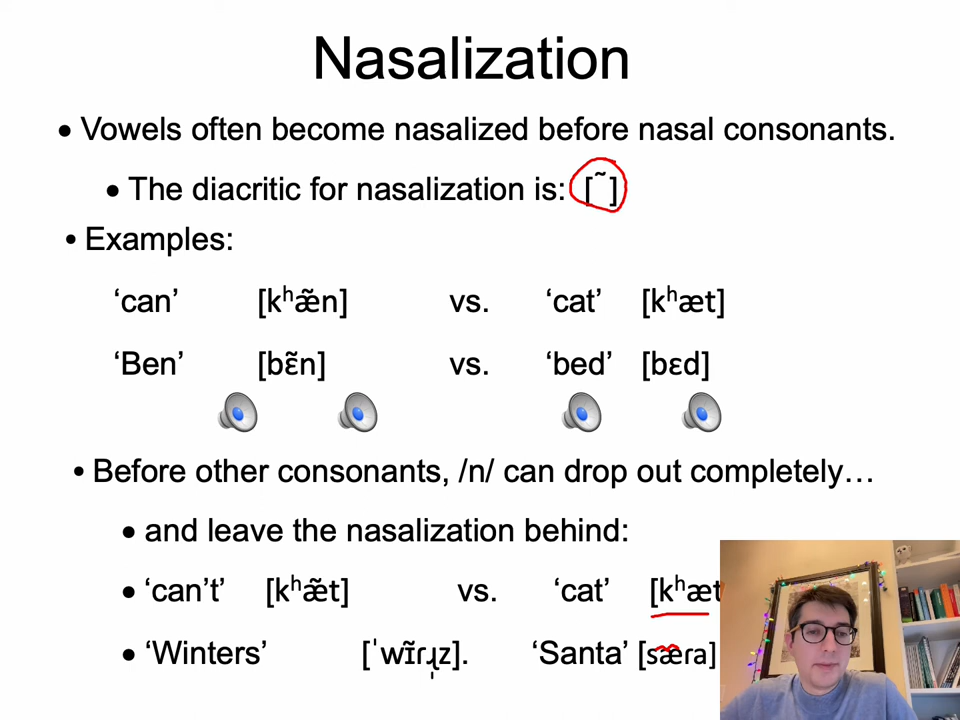 Nasalization
• Vowels often become nasalized before nasal consonants.
• The diacritic for nasalization is: [˜]
• Examples:
‘can’ [kʰæ̃n] vs. ‘cat’ [kʰæt]
‘Ben’ [bɛ̃n] vs. ‘bed’ [bɛd]
• Before other consonants, /n/ can drop out completely…
• and leave the nasalization behind:
• ‘can’t’ [kʰæ̃t] vs. ‘cat’ [kʰæt
• ‘Winters’ [ˈwɪ̃ɾɻ̩z]. ‘Santa’ [sæ̃ɾa]